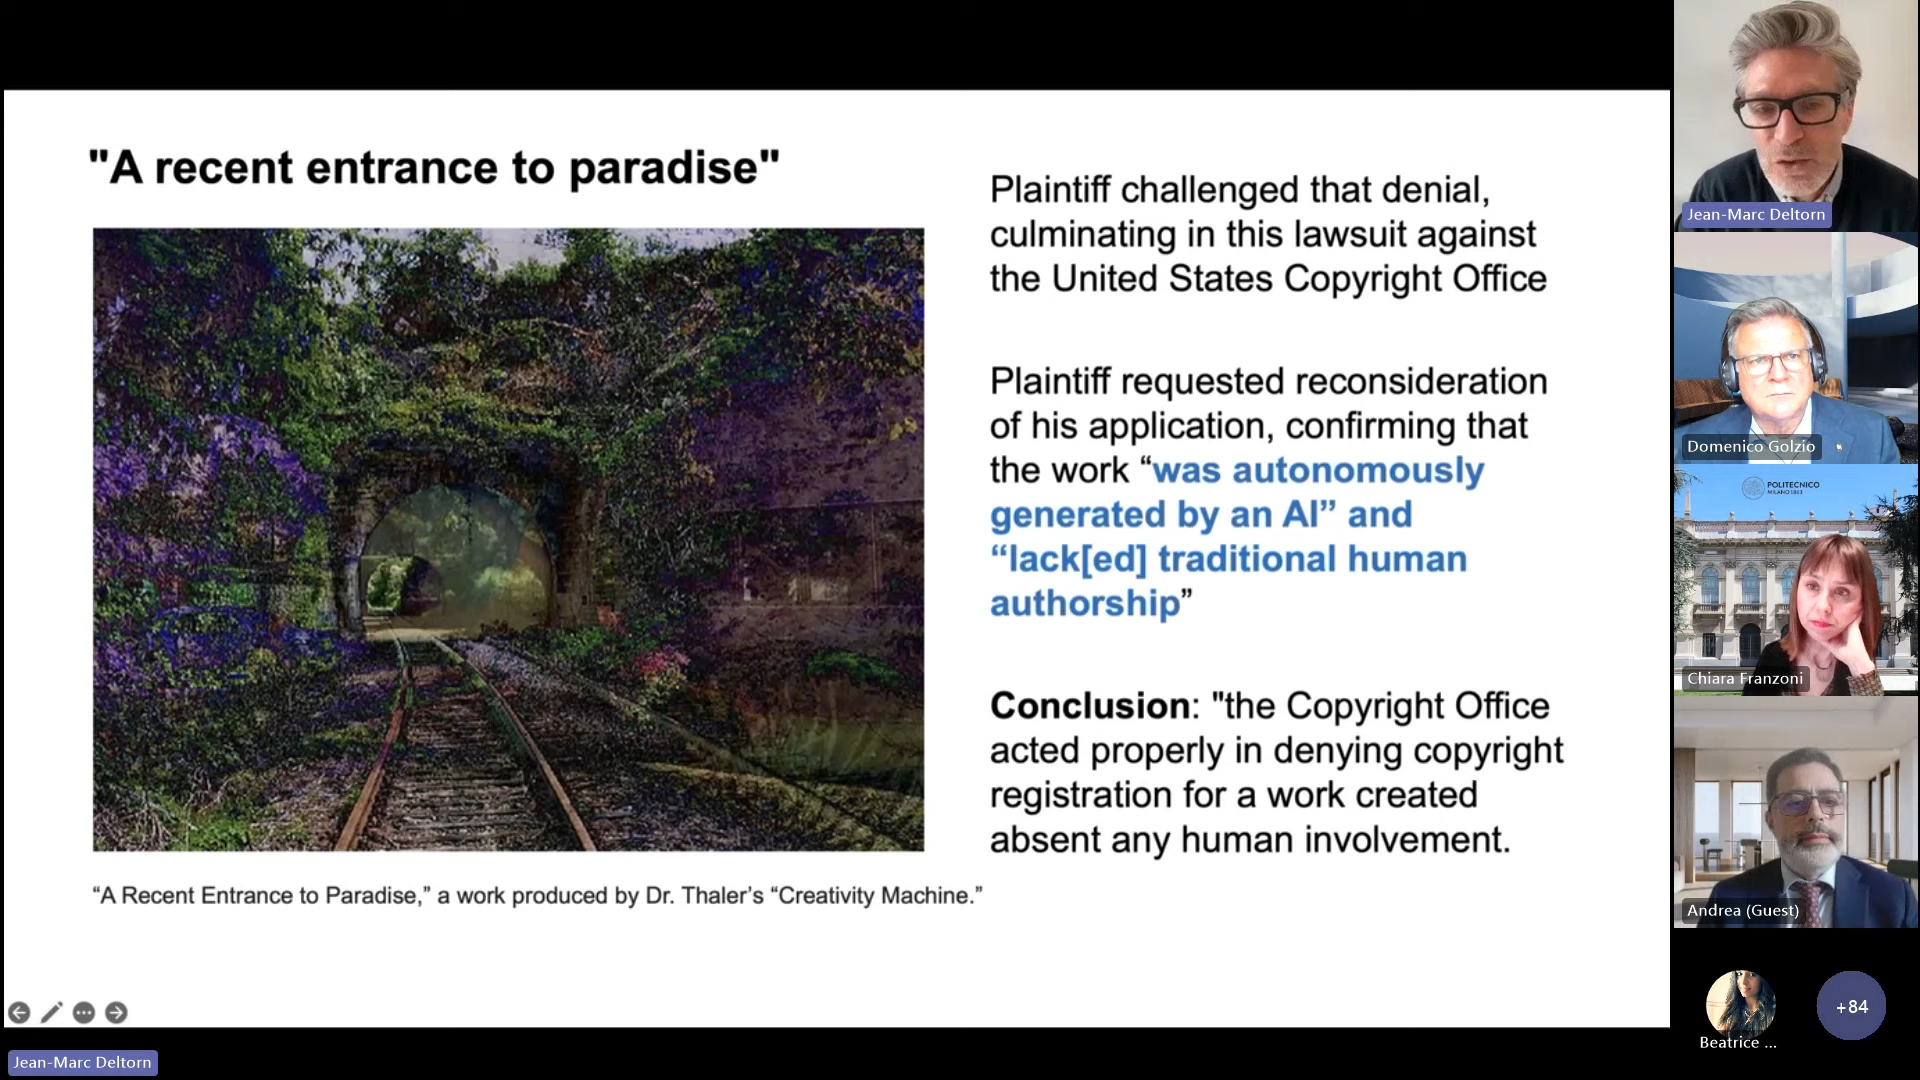 "A recent entrance to paradise"
Plaintiff challenged that denial,
culminating in this lawsuit against
the United States Copyright Office
Plaintiff requested reconsideration
of his application, confirming that
the work “was autonomously
generated by an AI” and
“lack[ed] traditional human
authorship”
Conclusion: "the Copyright Office
acted properly in denying copyright
registration for a work created
absent any human involvement.
“A Recent Entrance to Paradise,” a work produced by Dr. Thaler’s “Creativity Machine.”
Jean-Marc Deltorn
Jean-Marc Deltorn
Domenico Golzio
POLITECNICO
MILANO 1863
Chiara Franzoni
Andrea (Guest)
Beatrice ...
+84